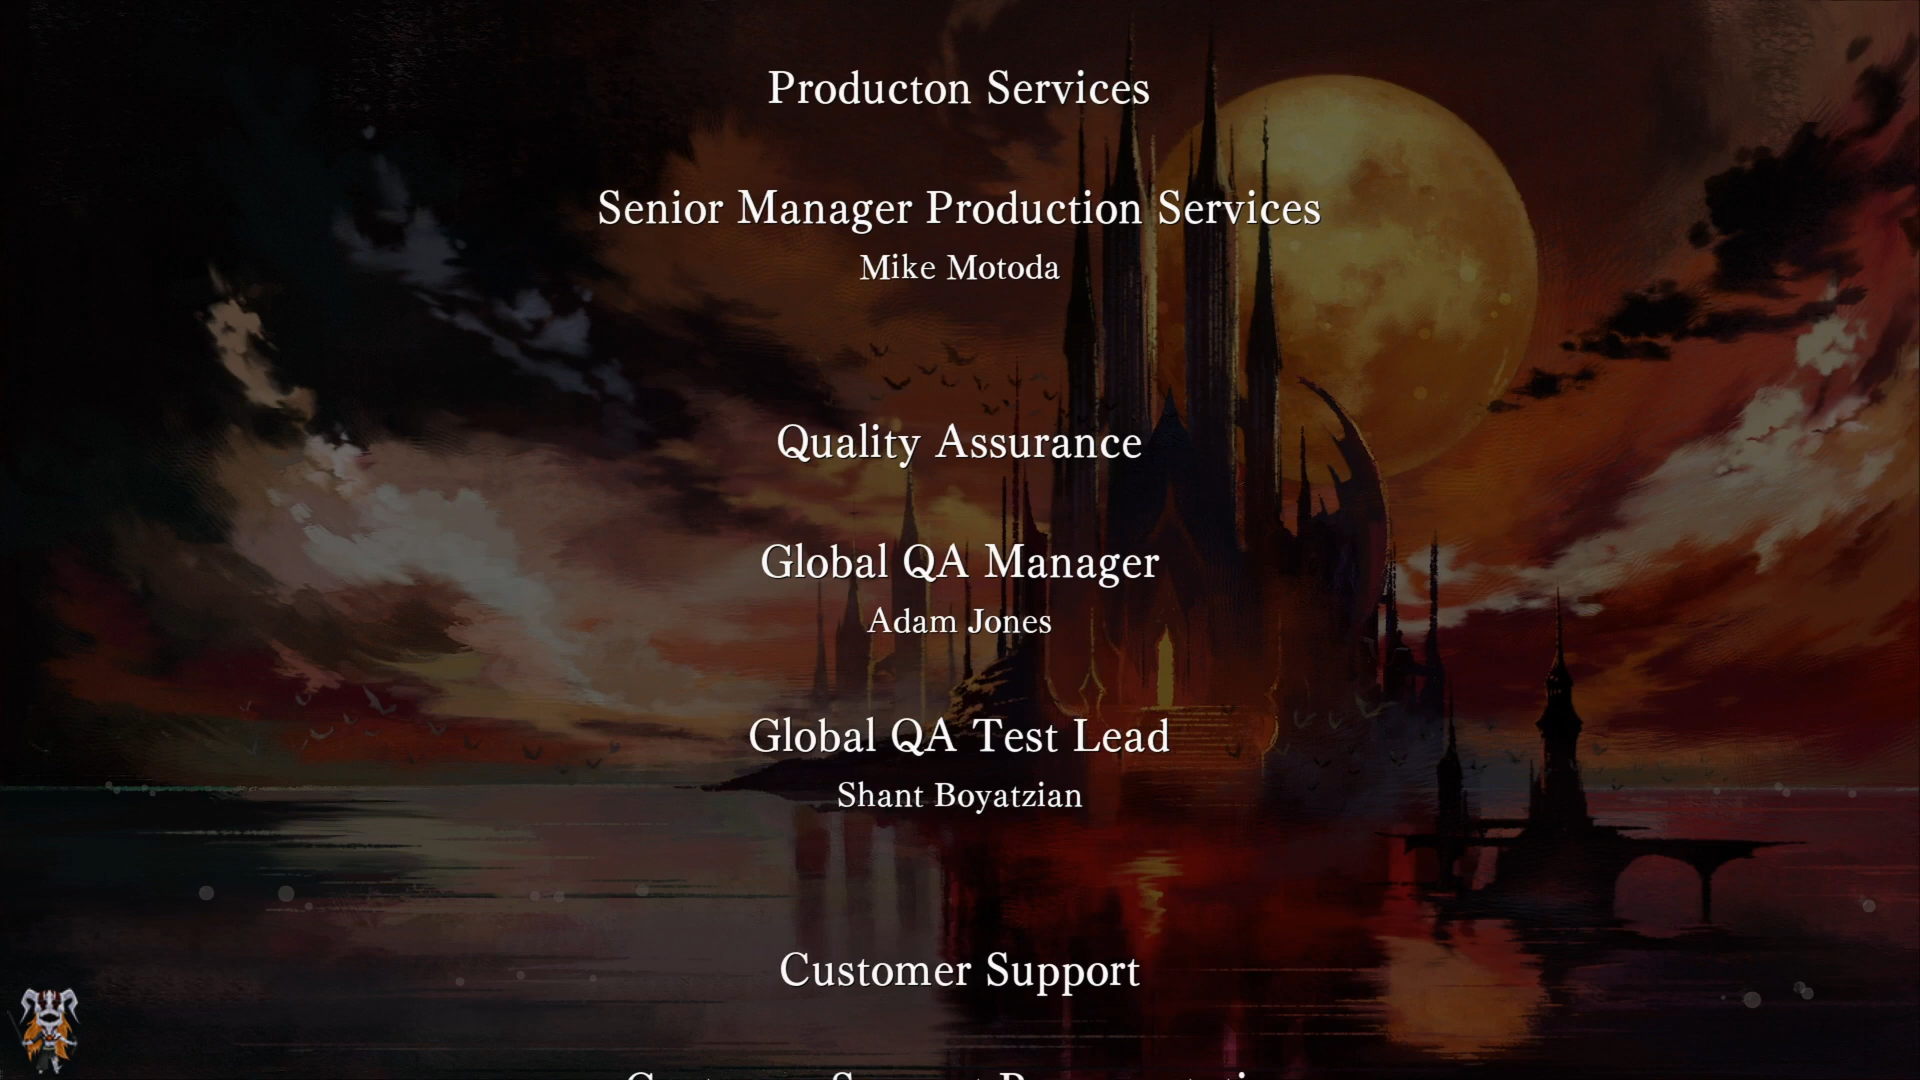 Producton Services
Senior Manager Production Services
Mike Motoda
Quality Assurance
Global QA Manager
Adam Jones
Global QA Test Lead
Shant Boyatzian
Customer Support